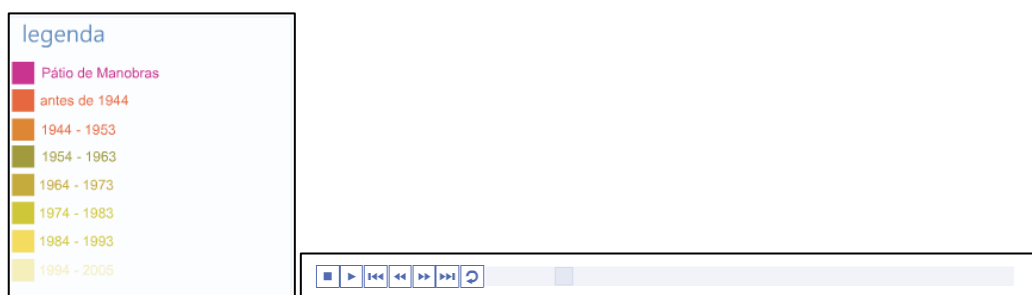 legenda
Pátio de Manobras
antes de 1944
1944 - 1953
1954 - 1963
1964 - 1973
1974 - 1983
1984 - 1993
1994 - 2005